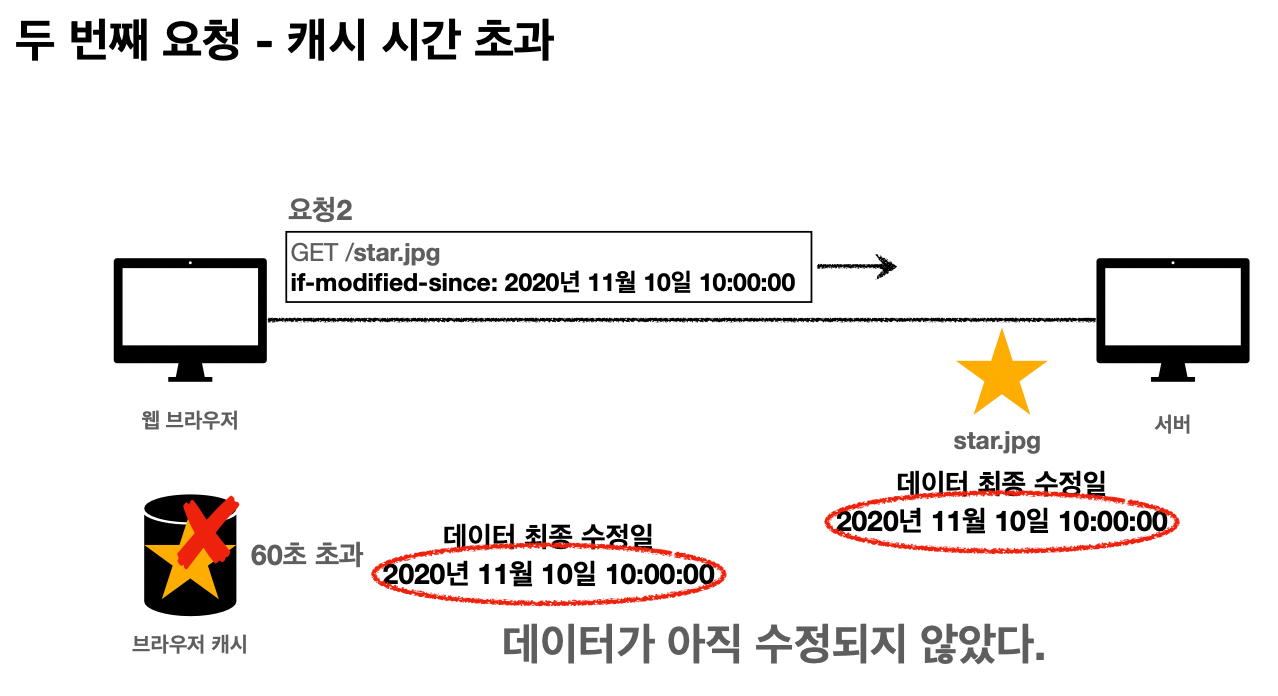 두 번째 요청 - 캐시 시간 초과
요청2
GET /star.jpg
if-modified-since: 2020년 11월 10일 10:00:00
웹 브라우저
서버
star.jpg
데이터 최종 수정일
2020년 11월 10일 10:00:00
60초 초과
데이터 최종 수정일
2020년 11월 10일 10:00:00
브라우저 캐시
데이터가 아직 수정되지 않았다.